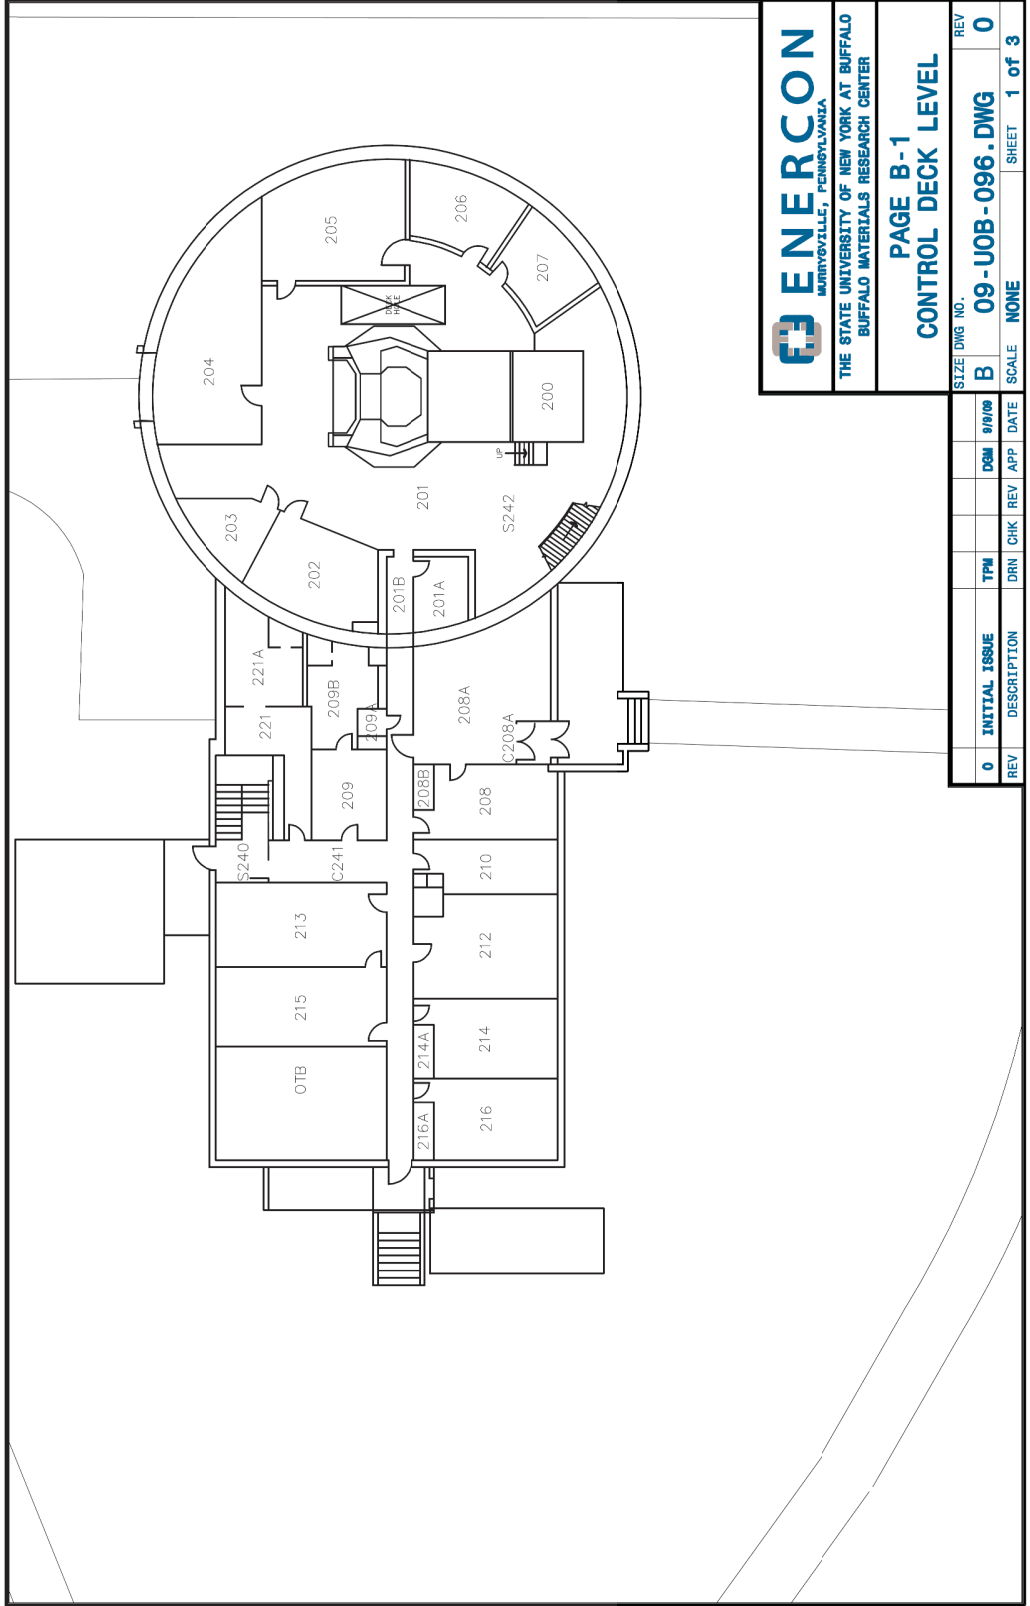 ENERCON
MURRYSVILLE, PENNSYLVANIA
THE STATE UNIVERSITY OF NEW YORK AT BUFFALO
BUFFALO MATERIALS RESEARCH CENTER
PAGE B-1
CONTROL DECK LEVEL
SIZE
B
DWG NO.
09-UOB-096.DWG
REV
0
SCALE NONE
SHEET 1 of 3
0 INITIAL ISSUE TPM DGM 9/9/09
REV DESCRIPTION DRN CHK REV APP DATE
204
205
206
207
DECK
HOLE
200
UP
201
S242
203
202
201B
201A
221A
221
209B
209A
208A
C208A
209
208B
208
S240
C241
210
213
212
215
214A
214
OTB
216A
216